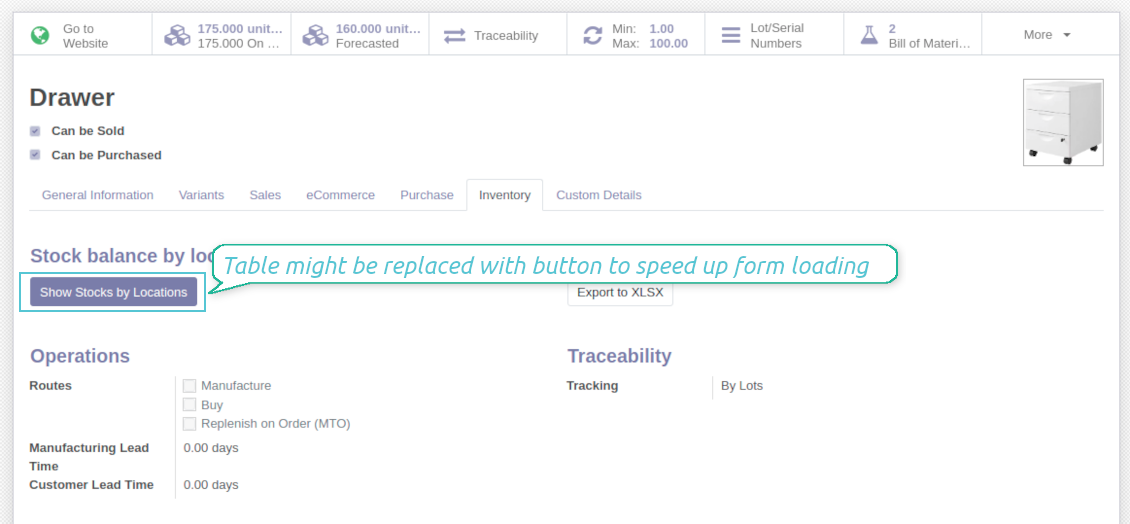 Go to
Website
175.000 unit...
175.000 On ...
160.000 unit...
Forecasted
Traceability
Min: 1.00
Max: 100.00
Lot/Serial
Numbers
2
Bill of Materi...
More
Drawer
Can be Sold
Can be Purchased
General Information Variants Sales eCommerce Purchase Inventory Custom Details
Stock balance by loc
Table might be replaced with button to speed up form loading
Show Stocks by Locations
Export to XLSX
Operations
Routes
Manufacture
Buy
Replenish on Order (MTO)
Manufacturing Lead
Time
0.00 days
Customer Lead Time
0.00 days
Traceability
Tracking
By Lots